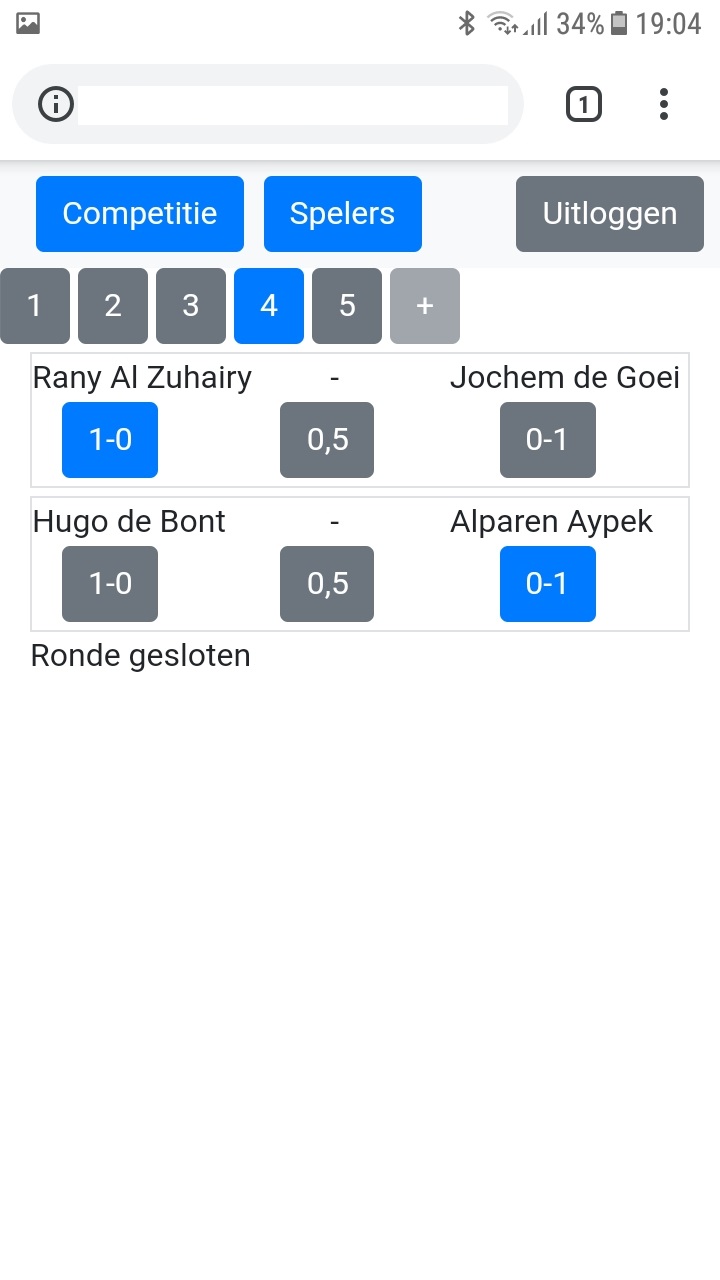 34% 19:04
1
Competitie Spelers Uitloggen
1 2 3 4 5 +
Rany Al Zuhairy - Jochem de Goei
1-0 0,5 0-1
Hugo de Bont - Alparen Aypek
1-0 0,5 0-1
Ronde gesloten